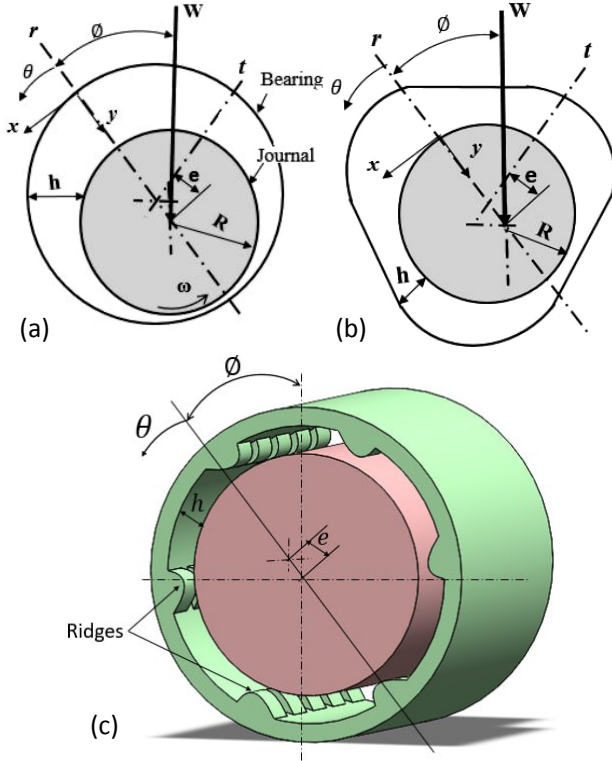 W
r
Ø
t
θ
Bearing
x
y
e
Journal
h
R
ω
(a)
W
r
Ø
t
θ
x
y
e
R
h
(b)
Ø
θ
h
e
Ridges
(c)